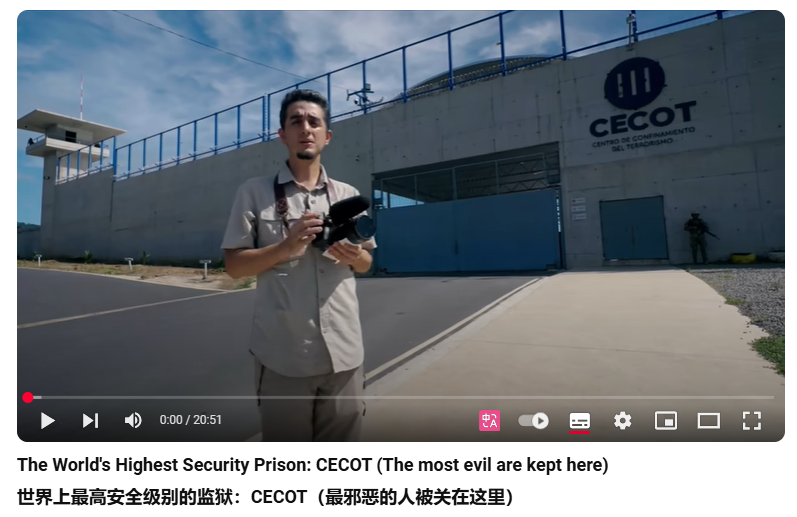 CECOT
CENTRO DE CONFINAMIENTO
DEL TERRORISMO
0:00 / 20:51
The World's Highest Security Prison: CECOT (The most evil are kept here)
世界上最高安全级别的监狱：CECOT（最邪恶的人被关在这里）